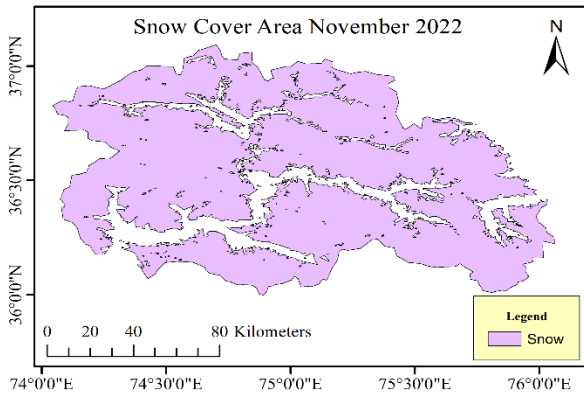 Snow Cover Area November 2022
N
37°0'0"N
36°30'0"N
36°0'0"N
0 20 40 80 Kilometers
Legend
Snow
74°0'0"E 74°30'0"E 75°0'0"E 75°30'0"E 76°0'0"E